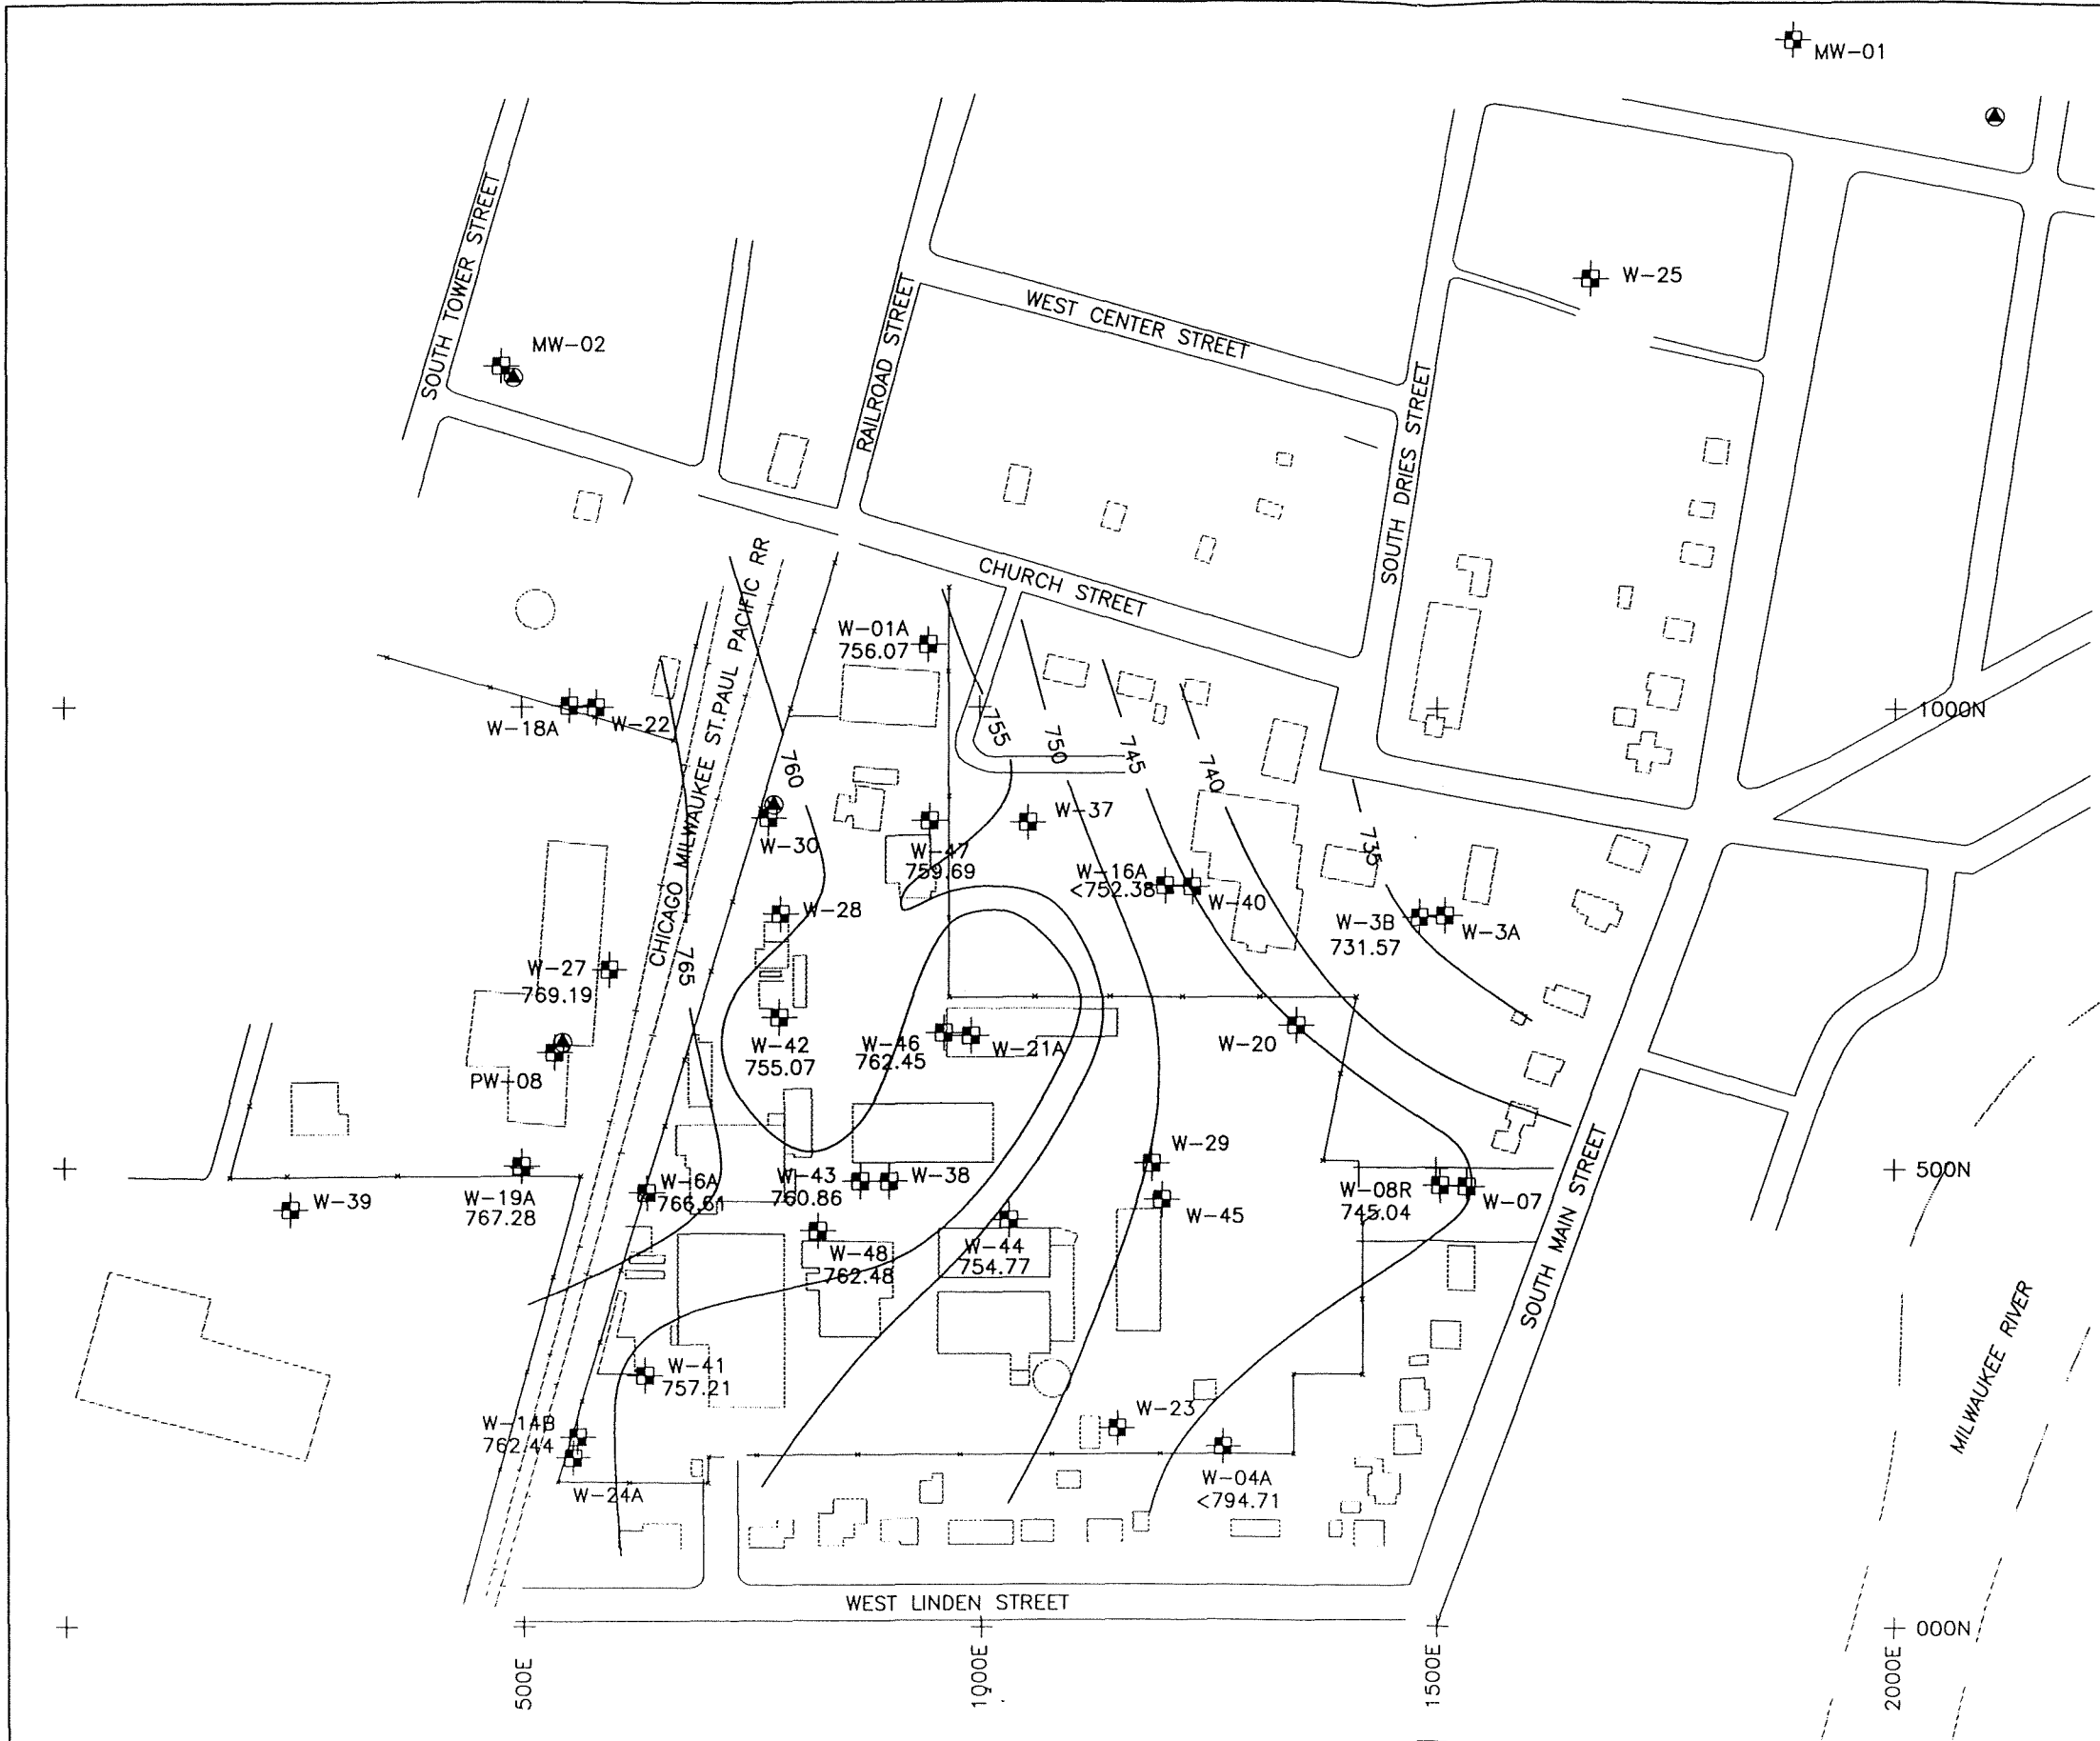 MW-01
W-25
SOUTH TOWER STREET
MW-02
RAILROAD STREET
WEST CENTER STREET
SOUTH DRIES STREET
CHICAGO MILWAUKEE ST.PAUL PACIFIC RR
CHURCH STREET
W-01A
756.07
W-18A
W-22
755
750
745
740
735
760
1000N
W-30
W-47
759.69
W-37
W-16A
<752.38
W-40
W-3B
731.57
W-3A
W-28
W-27
769.19
765
W-42
755.07
W-46
762.45
W-21A
W-20
PW-08
W-39
W-19A
767.28
W-6A
766.61
W-43
760.86
W-38
W-29
W-45
W-08R
745.04
W-07
500N
W-48
762.48
W-44
754.77
SOUTH MAIN STREET
MILWAUKEE RIVER
W-41
757.21
W-14B
762.44
W-24A
W-23
W-04A
<794.71
WEST LINDEN STREET
000N
500E
1000E
1500E
2000E